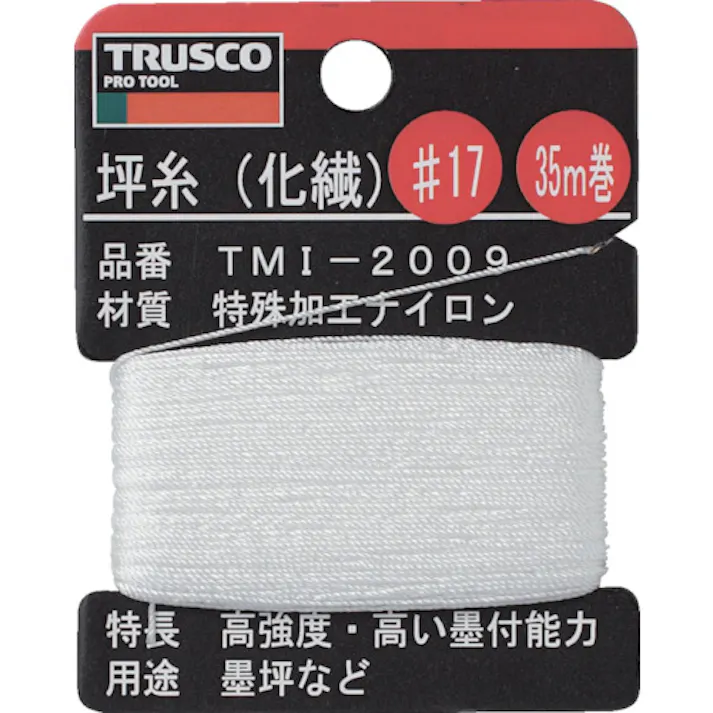 TRUSCO
PRO TOOL
坪糸（化繊） #17 35m巻
品番 TMI-2009
材質 特殊加工ナイロン
特長 高強度・高い墨付能力
用途 墨坪など